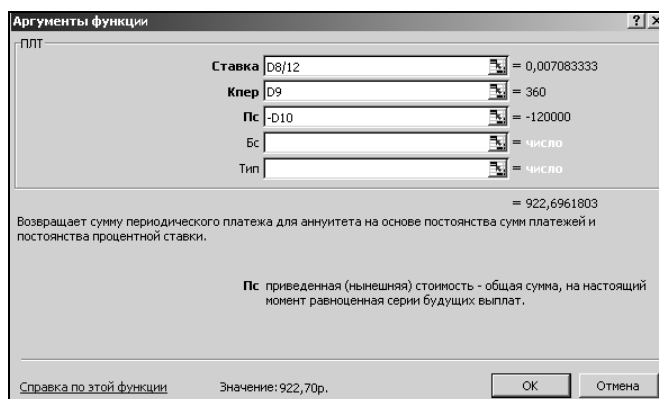 Аргументы функции
ПЛТ
Ставка D8/12 = 0,007083333
Кпер D9 = 360
Пс -D10 = -120000
Бс = число
Тип = число
= 922,6961803
Возвращает сумму периодического платежа для аннуитета на основе постоянства сумм платежей и
постоянства процентной ставки.
Пс приведенная (нынешняя) стоимость - общая сумма, на настоящий
момент равноценная серии будущих выплат.
Справка по этой функции Значение:922,70р. ОК Отмена